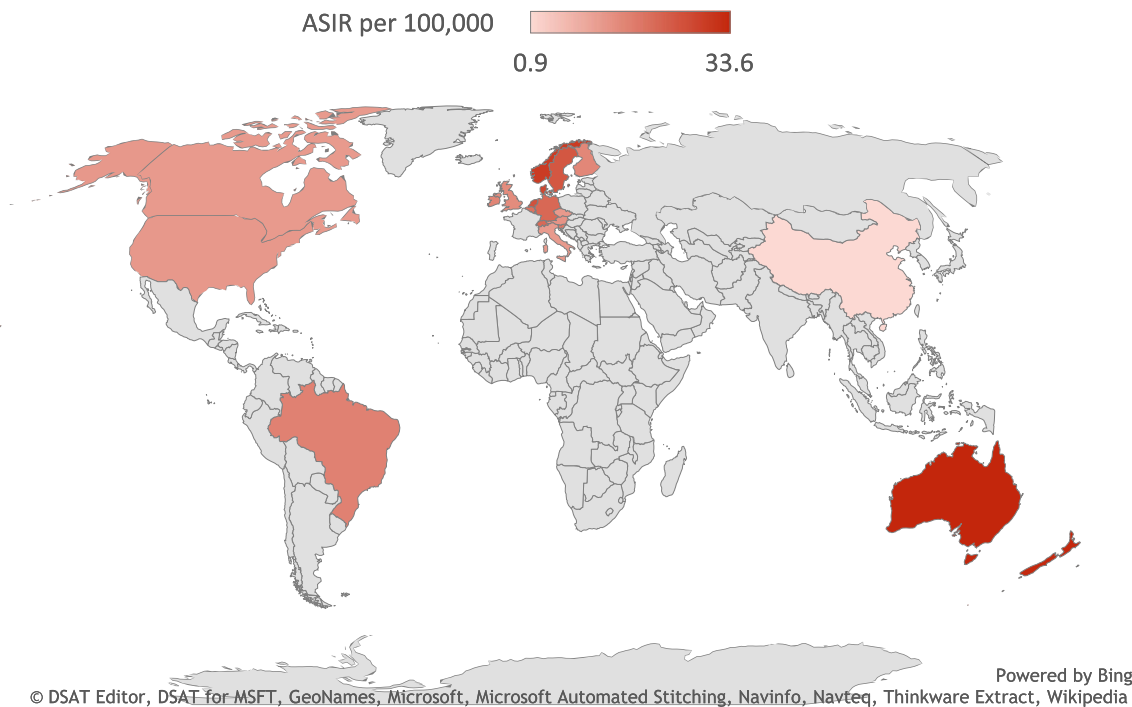 ASIR per 100,000
0.9 33.6
Powered by Bing
© DSAT Editor, DSAT for MSFT, GeoNames, Microsoft, Microsoft Automated Stitching, Navinfo, Navteq, Thinkware Extract, Wikipedia